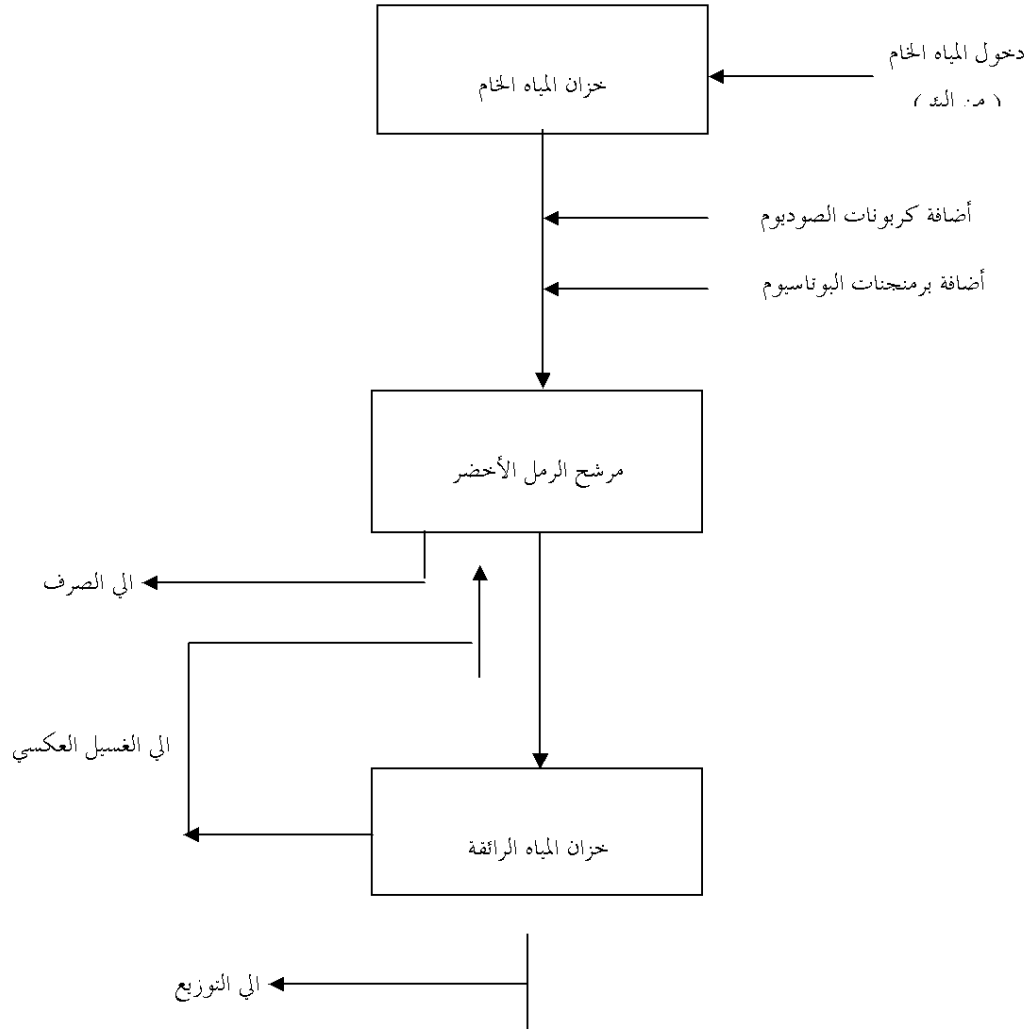 دخول المياه الخام
خزان المياه الخام
أضافة كربونات الصوديوم
أضافة برمنجنات البوتاسيوم
مرشح الرمل الأخضر
الي الصرف
الي الغسيل العكسي
خزان المياه الرائقة
الي التوزيع